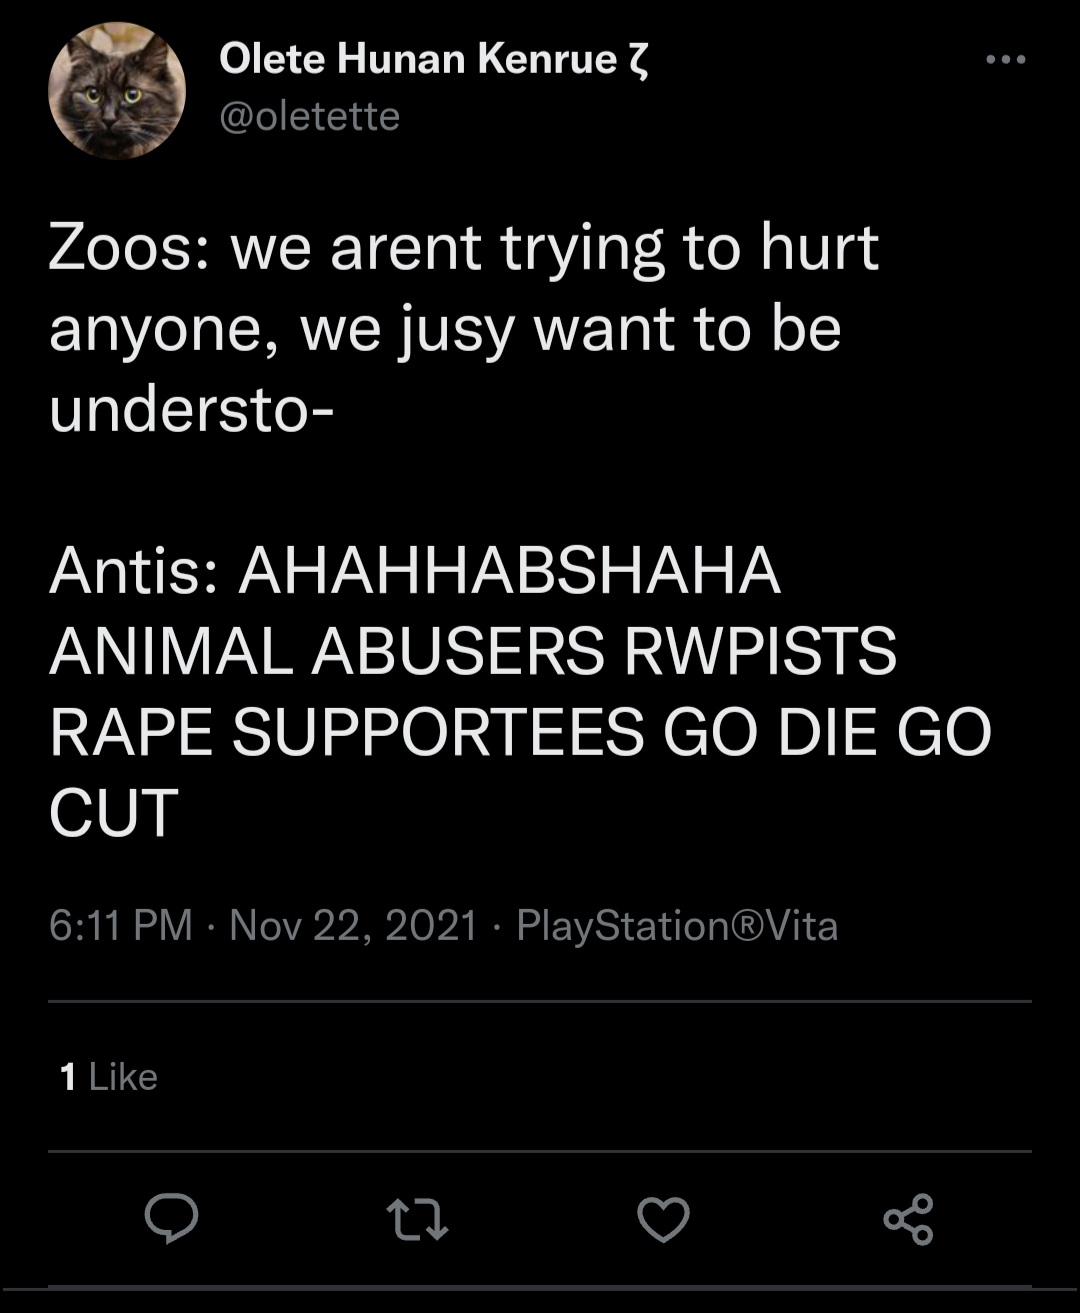 Olete Hunan Kenrue ζ
@oletette
Zoos: we arent trying to hurt
anyone, we jusy want to be
understo-
Antis: AHAHHABSHAHA
ANIMAL ABUSERS RWPISTS
RAPE SUPPORTEES GO DIE GO
CUT
6:11 PM · Nov 22, 2021 · PlayStation®Vita
1 Like